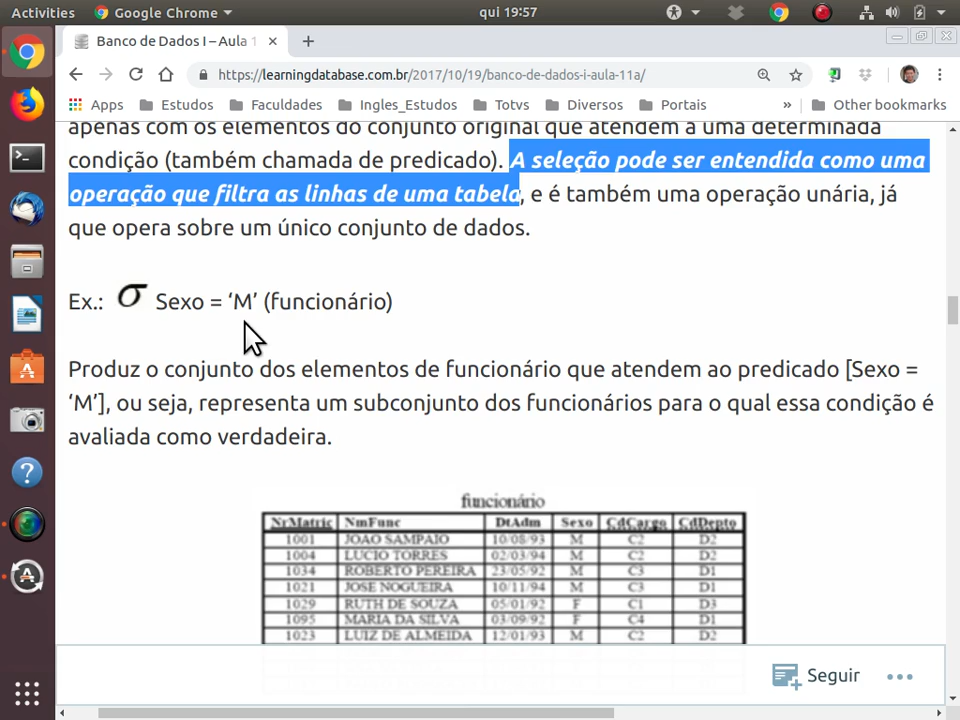 Activities Google Chrome qui 19:57
Banco de Dados I – Aula 1
https://learningdatabase.com.br/2017/10/19/banco-de-dados-i-aula-11a/
Apps Estudos Faculdades Ingles_Estudos Totvs Diversos Portais » Other bookmarks
apenas com os elementos do conjunto original que atendem a uma determinada
condição (também chamada de predicado). A seleção pode ser entendida como uma
operação que filtra as linhas de uma tabela, e é também uma operação unária, já
que opera sobre um único conjunto de dados.
Ex.: σ Sexo = ‘M’ (funcionário)
Produz o conjunto dos elementos de funcionário que atendem ao predicado [Sexo =
‘M’], ou seja, representa um subconjunto dos funcionários para o qual essa condição é
avaliada como verdadeira.
funcionário
NrMatric NmFunc DtAdm Sexo CdCargo CdDepto
1001 JOAO SAMPAIO 10/08/93 M C2 D2
1004 LUCIO TORRES 02/03/94 M C2 D2
1034 ROBERTO PEREIRA 23/05/92 M C3 D1
1021 JOSE NOGUEIRA 10/11/94 M C3 D1
1029 RUTH DE SOUZA 05/01/92 F C1 D3
1095 MARIA DA SILVA 03/09/92 F C4 D1
1023 LUIZ DE ALMEIDA 12/01/93 M C2 D2
Seguir